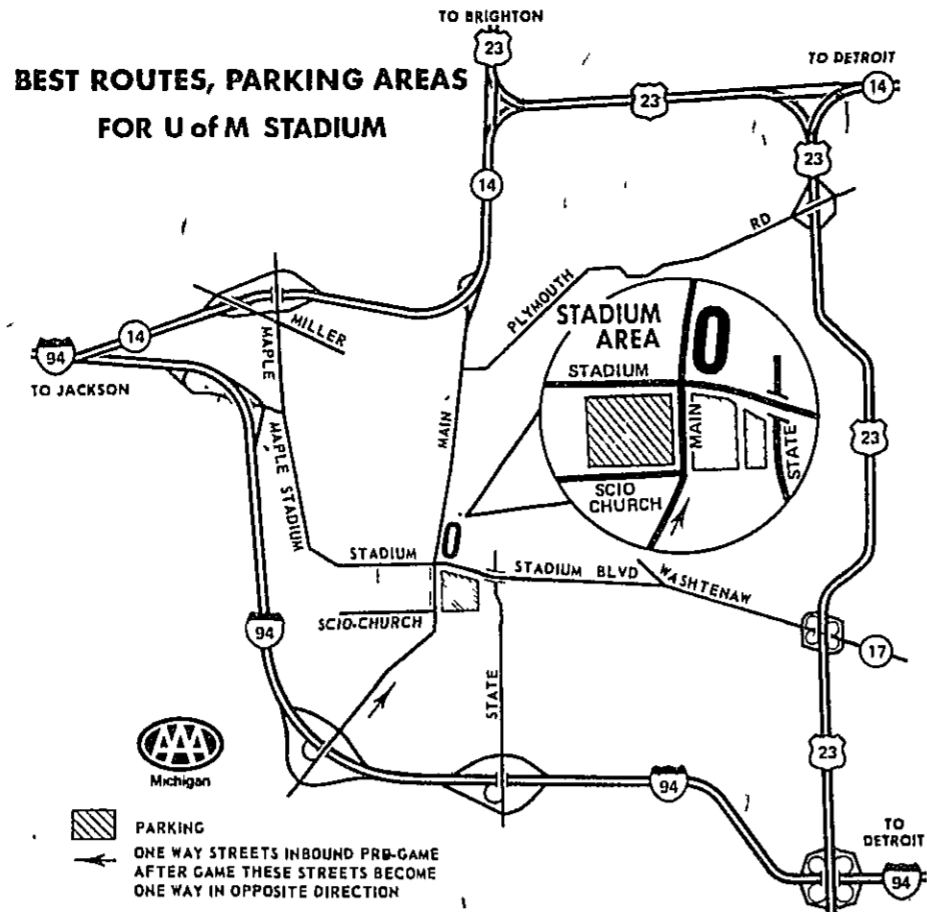 TO BRIGHTON
23
BEST ROUTES, PARKING AREAS
FOR U of M STADIUM
TO DETROIT
14
23
23
14
RD
PLYMOUTH
MILLER
MAPLE
14
94
TO JACKSON
STADIUM
AREA
STADIUM
MAIN
STATE
SCIO
CHURCH
MAIN
23
MAPLE STADIUM
STADIUM
STADIUM BLVD
WASHTENAW
SCIO-CHURCH
94
17
STATE
23
AAA
Michigan
94
PARKING
ONE WAY STREETS INBOUND PRE-GAME
AFTER GAME THESE STREETS BECOME
ONE WAY IN OPPOSITE DIRECTION
TO
DETROIT
94